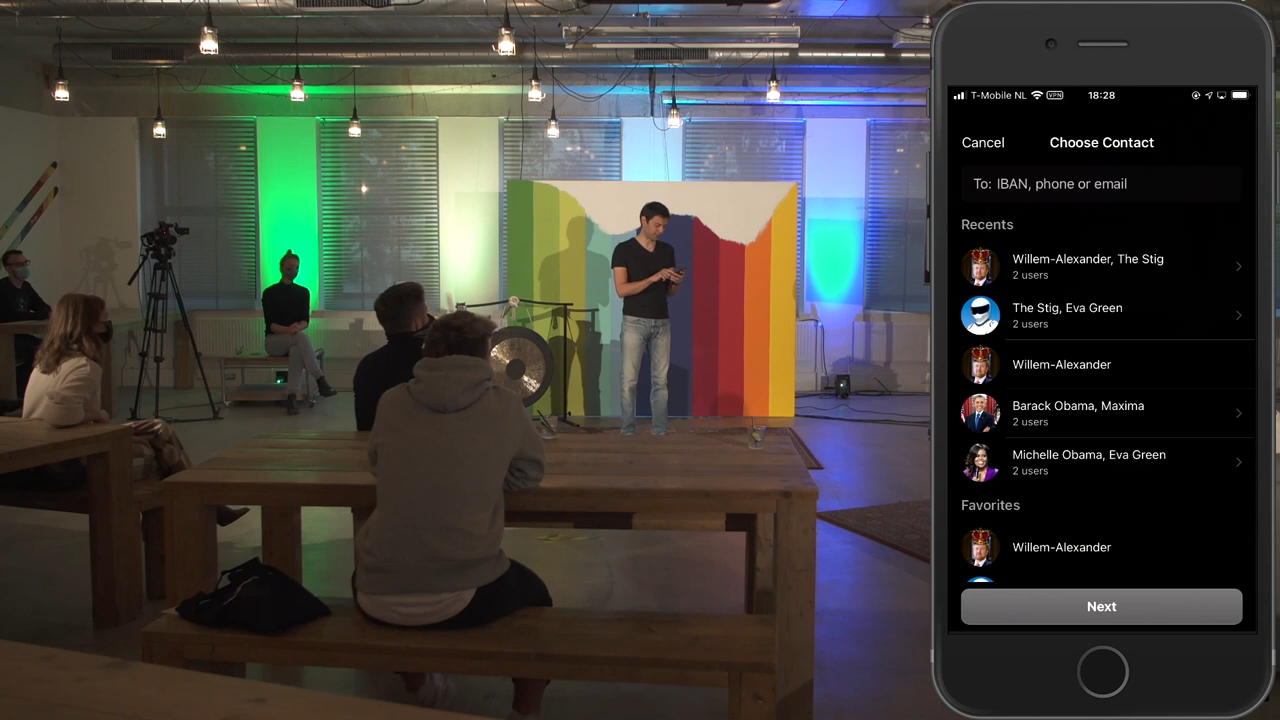 T-Mobile NL VPN 18:28
Cancel Choose Contact
To: IBAN, phone or email
Recents
Willem-Alexander, The Stig
2 users
The Stig, Eva Green
2 users
Willem-Alexander
Barack Obama, Maxima
2 users
Michelle Obama, Eva Green
2 users
Favorites
Willem-Alexander
Next